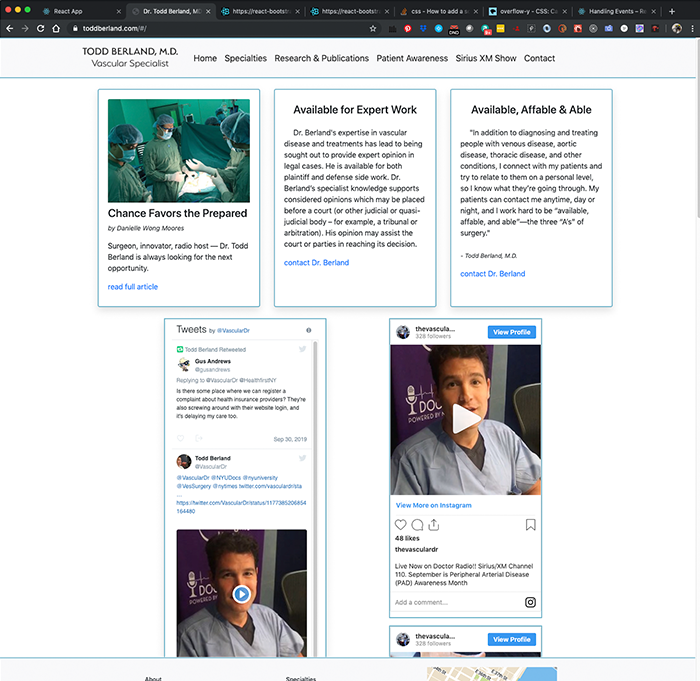 React App
Dr. Todd Berland, MD
https://react-bootstr
https://react-bootstr
css - How to add a s
overflow-y - CSS: Ca
Handling Events – Re
toddberland.com/#/
TODD BERLAND, M.D.
Vascular Specialist
Home Specialties Research & Publications Patient Awareness Sirius XM Show Contact
Chance Favors the Prepared
by Danielle Wong Moores
Surgeon, innovator, radio host — Dr. Todd
Berland is always looking for the next
opportunity.
read full article
Available for Expert Work
Dr. Berland's expertise in vascular
disease and treatments has lead to being
sought out to provide expert opinion in
legal cases. He is available for both
plaintiff and defense side work. Dr.
Berland's specialist knowledge supports
considered opinions which may be placed
before a court (or other judicial or quasi-
judicial body – for example, a tribunal or
arbitration). His opinion may assist the
court or parties in reaching its decision.
contact Dr. Berland
Available, Affable & Able
"In addition to diagnosing and treating
people with venous disease, aortic
disease, thoracic disease, and other
conditions, I connect with my patients and
try to relate to them on a personal level,
so I know what they're going through. My
patients can contact me anytime, day or
night, and I work hard to be "available,
affable, and able"—the three "A's" of
surgery."
- Todd Berland, M.D.
contact Dr. Berland
Tweets by @VascularDr
Todd Berland Retweeted
Gus Andrews
@gusandrews
Replying to @VascularDr @HealthfirstNY
Is there some place where we can register a
complaint about health insurance providers? They're
also screwing around with their website login, and
it's delaying my care too.
Sep 30, 2019
Todd Berland
@VascularDr
@VascularDr @NYUDocs @nyuniversity
@VesSurgery @nytimes twitter.com/vasculardr/sta
...
https://twitter.com/VascularDr/status/1177385206854
164480
thevascula...
328 followers
View Profile
View More on Instagram
48 likes
thevasculardr
Live Now on Doctor Radio!! Sirius/XM Channel
110. September is Peripheral Arterial Disease
(PAD) Awareness Month
Add a comment...
thevascula...
328 followers
View Profile
About
Specialties